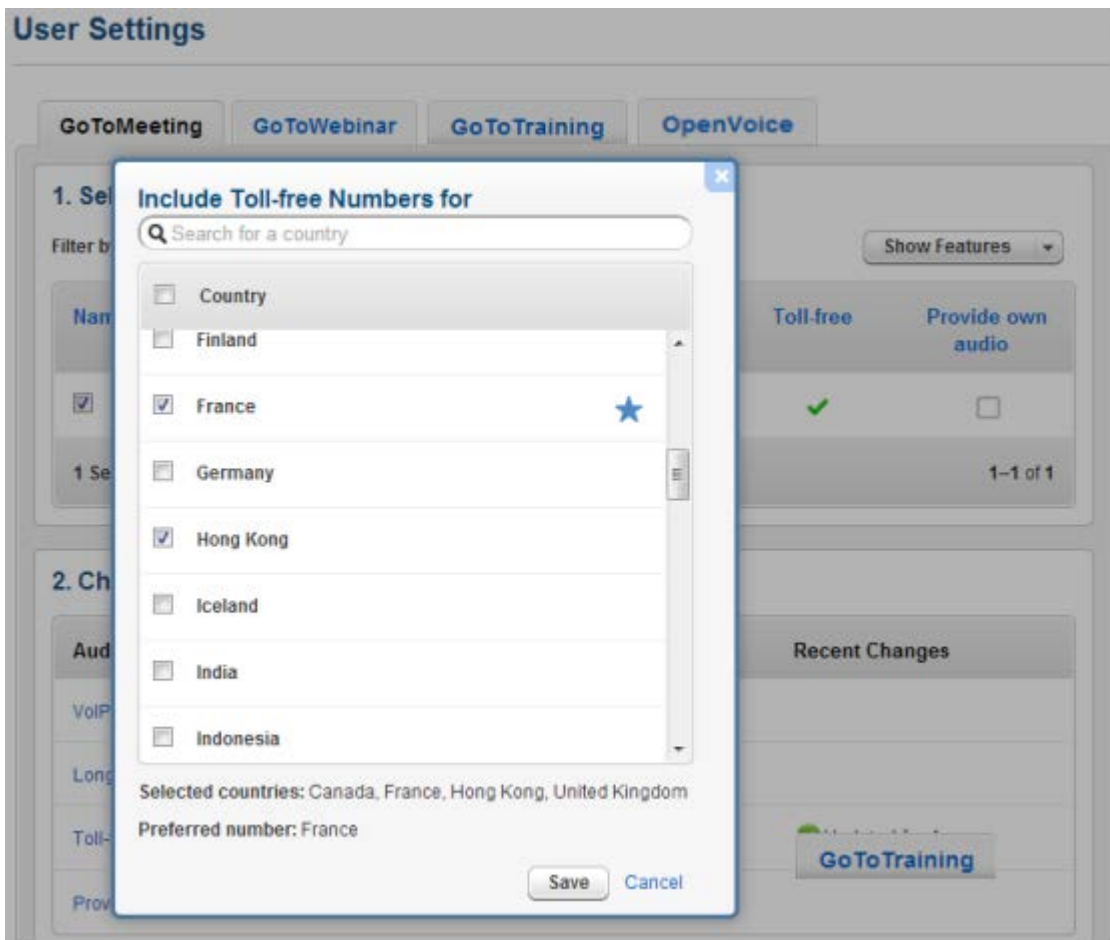 User Settings
GoToMeeting GoToWebinar GoToTraining OpenVoice
1. Sel
Include Toll-free Numbers for
Search for a country
Filter b
Show Features
Country
Nam
Toll-free Provide own
audio
Finland
France
Germany
1 Se
1–1 of 1
Hong Kong
2. Ch
Iceland
Aud
Recent Changes
India
VoIP
Indonesia
Long
Selected countries: Canada, France, Hong Kong, United Kingdom
Preferred number: France
Toll-
GoToTraining
Save Cancel
Prov